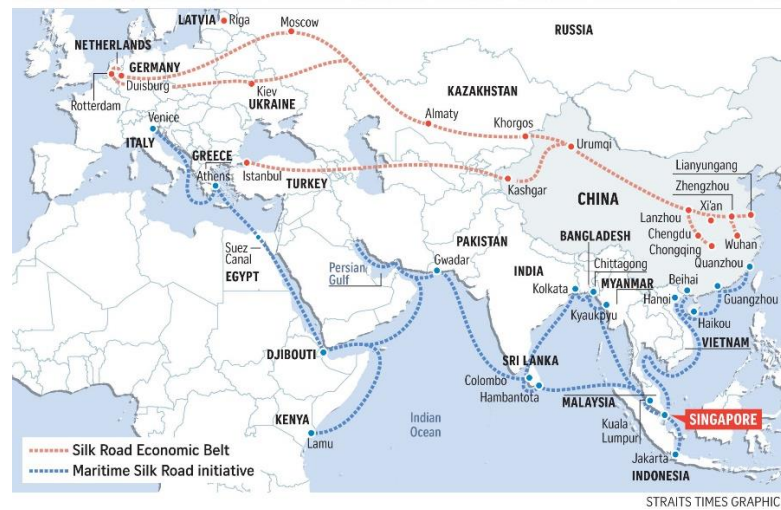 LATVIA
Riga
Moscow
RUSSIA
NETHERLANDS
GERMANY
Duisburg
Rotterdam
Kiev
UKRAINE
KAZAKHSTAN
Almaty
Khorgos
Urumqi
Venice
ITALY
GREECE
Athens
Istanbul
TURKEY
Kashgar
CHINA
Lianyungang
Zhengzhou
Xi'an
Lanzhou
Chengdu
Chongqing
Wuhan
Quanzhou
Suez
Canal
EGYPT
Persian
Gulf
PAKISTAN
Gwadar
INDIA
BANGLADESH
Chittagong
Kolkata
MYANMAR
Kyaukpyu
Beihai
Hanoi
Guangzhou
Haikou
VIETNAM
DJIBOUTI
SRI LANKA
Colombo
Hambantota
MALAYSIA
Kuala
Lumpur
SINGAPORE
KENYA
Lamu
Indian
Ocean
Jakarta
INDONESIA
Silk Road Economic Belt
Maritime Silk Road initiative
STRAITS TIMES GRAPHIC